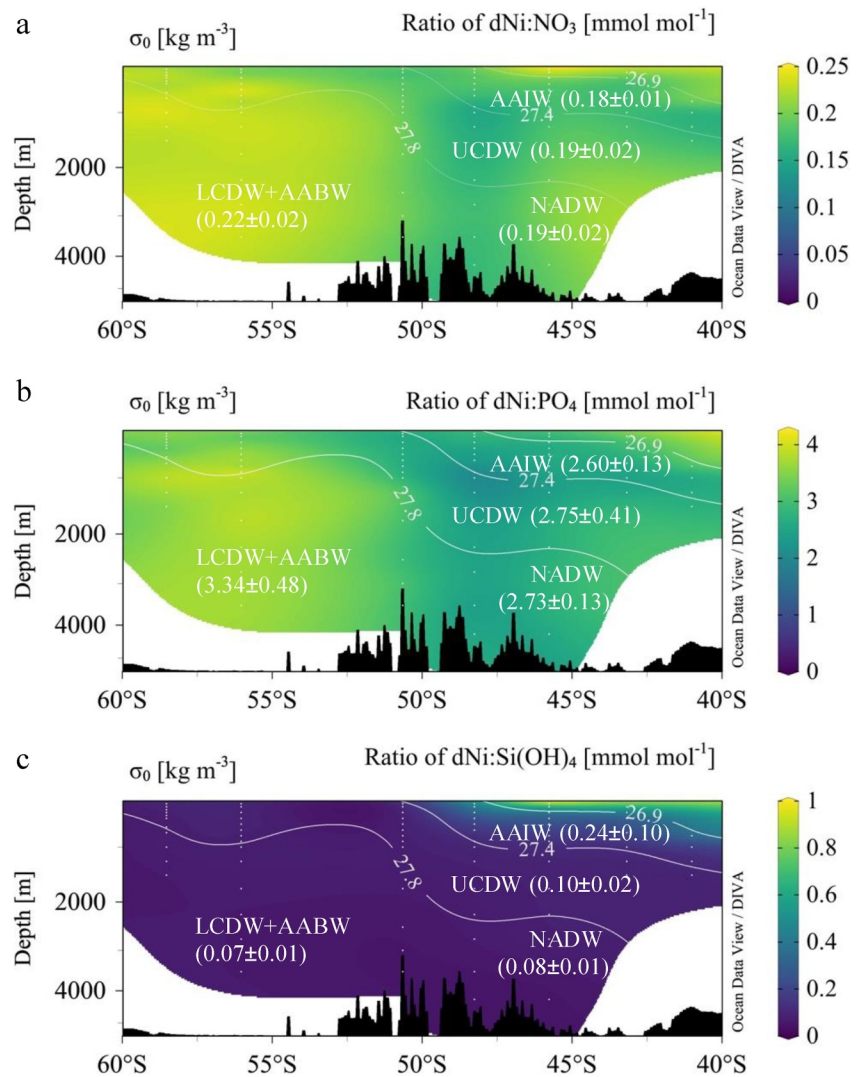 a
σ₀ [kg m⁻³]
Ratio of dNi:NO₃ [mmol mol⁻¹]
Depth [m]
2000
4000
26.9
AAIW (0.18±0.01)
27.4
27.8
UCDW (0.19±0.02)
LCDW+AABW
(0.22±0.02)
NADW
(0.19±0.02)
60°S
55°S
50°S
45°S
40°S
Ocean Data View / DIVA
0.25
0.2
0.15
0.1
0.05
0
b
σ₀ [kg m⁻³]
Ratio of dNi:PO₄ [mmol mol⁻¹]
Depth [m]
2000
4000
26.9
AAIW (2.60±0.13)
27.4
27.8
UCDW (2.75±0.41)
LCDW+AABW
(3.34±0.48)
NADW
(2.73±0.13)
60°S
55°S
50°S
45°S
40°S
Ocean Data View / DIVA
4
3
2
1
0
c
σ₀ [kg m⁻³]
Ratio of dNi:Si(OH)₄ [mmol mol⁻¹]
Depth [m]
2000
4000
26.9
AAIW (0.24±0.10)
27.4
27.8
UCDW (0.10±0.02)
LCDW+AABW
(0.07±0.01)
NADW
(0.08±0.01)
60°S
55°S
50°S
45°S
40°S
Ocean Data View / DIVA
1
0.8
0.6
0.4
0.2
0